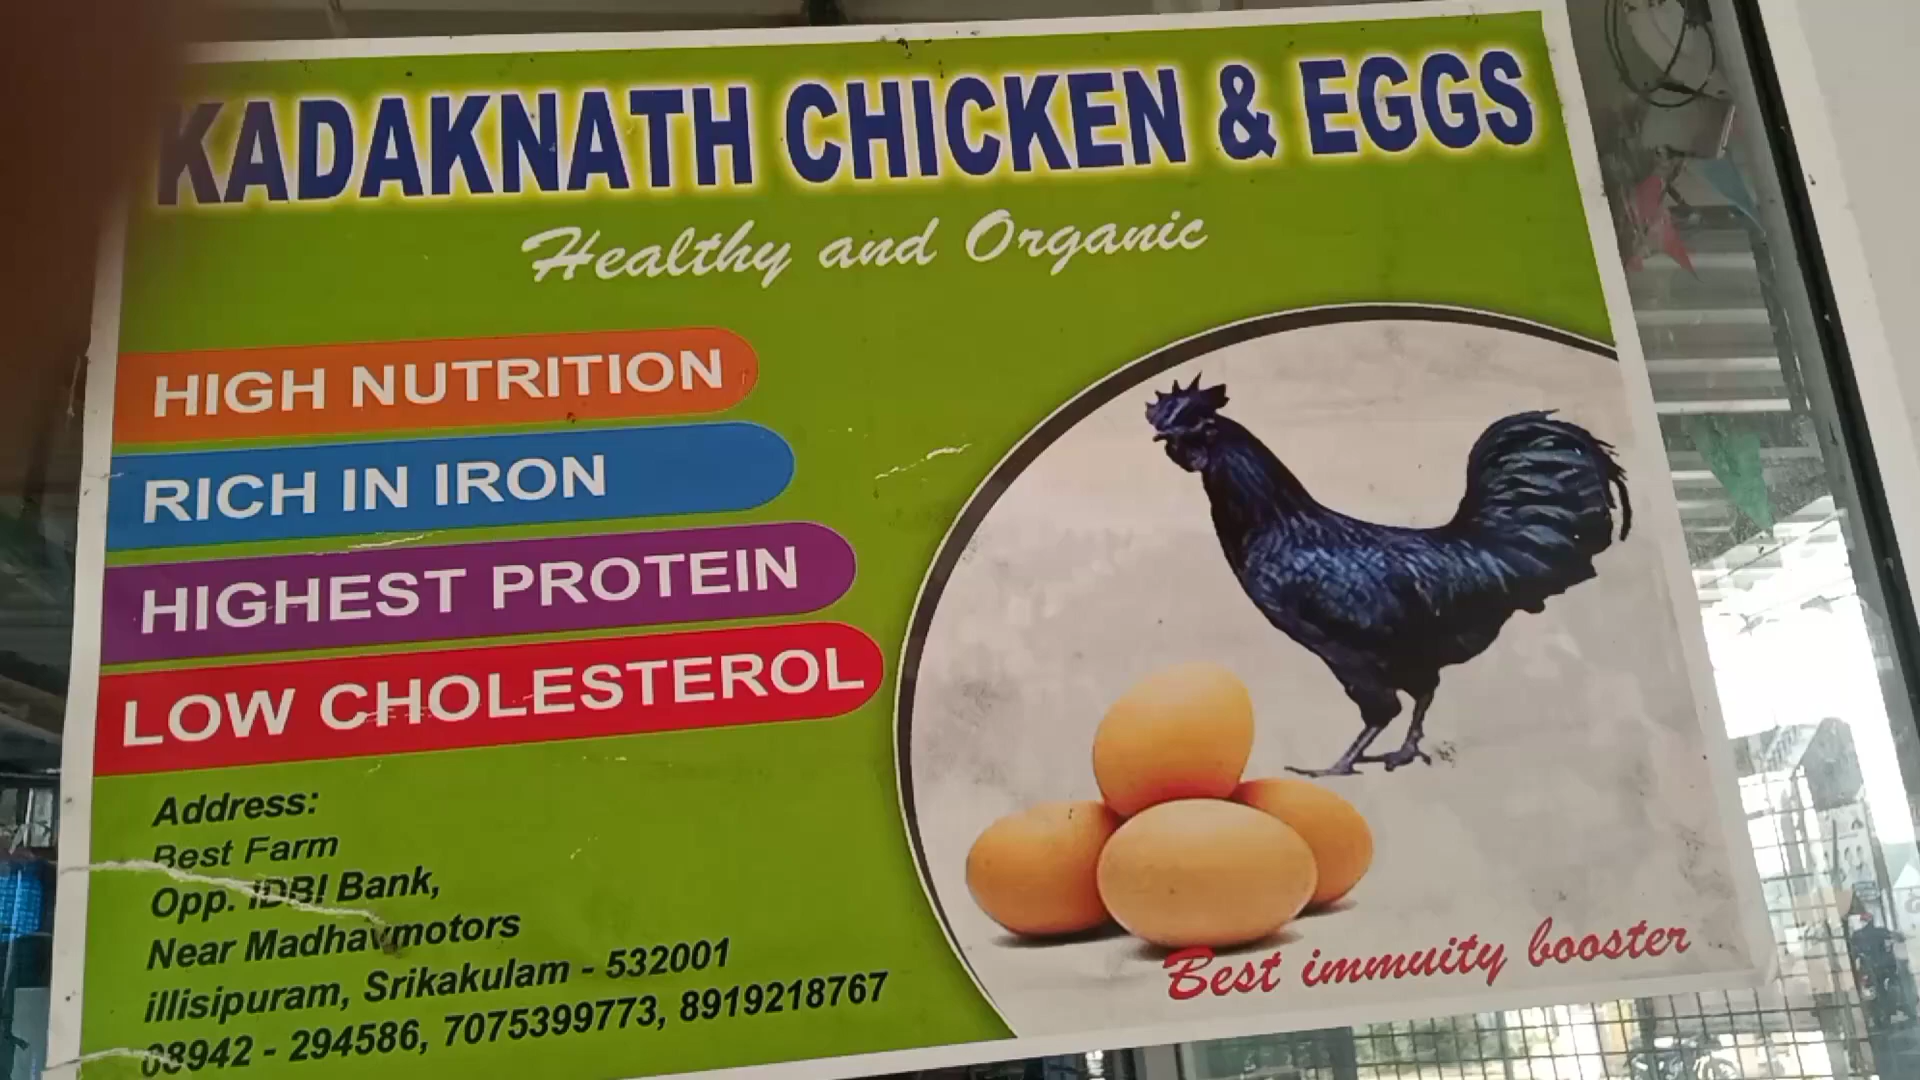 KADAKNATH CHICKEN & EGGS
Healthy and Organic
HIGH NUTRITION
RICH IN IRON
HIGHEST PROTEIN
LOW CHOLESTEROL
Address:
Best Farm
Opp. IDBI Bank,
Near Madhavmotors
illisipuram, Srikakulam - 532001
08942 - 294586, 7075399773, 8919218767
Best immuity booster